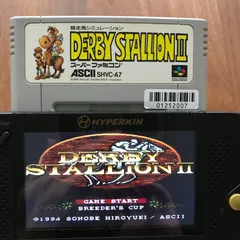 競走馬シミュレーション
DERBY STALLION III
スーパーファミコン
ASCII SHVC-A7
01252007
HYPERKIN
DERBY
STALLION II
GAME START
BREEDER'S CUP
©1994 SONOBE HIROYUKI / ASCII